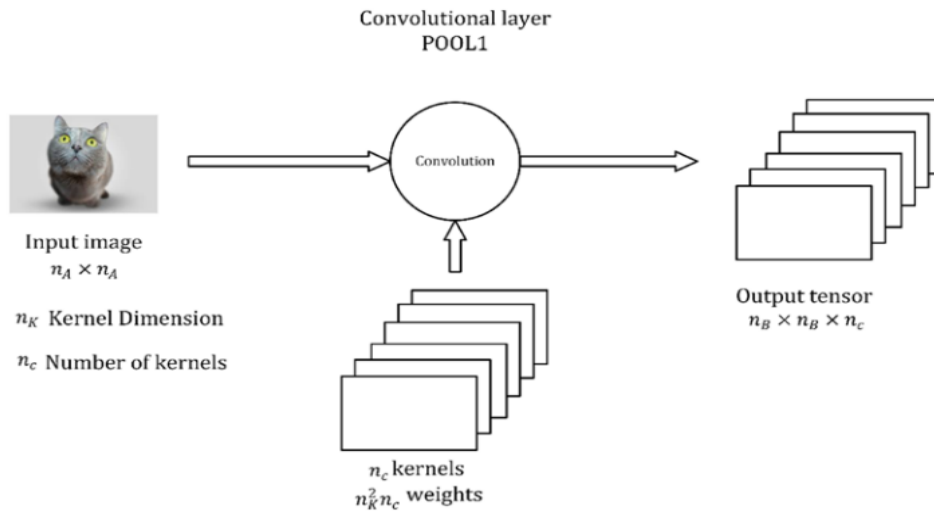 Convolutional layer
POOL1
Convolution
Input image
n_A × n_A
n_K Kernel Dimension
n_c Number of kernels
n_c kernels
n_K^2 n_c weights
Output tensor
n_B × n_B × n_c